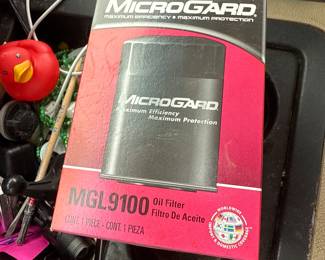 MICROGARD
MAXIMUM EFFICIENCY • MAXIMUM PROTECTION
MICROGARD
Maximum Efficiency
Maximum Protection
MGL9100 Oil Filter
Filtro De Aceite
CONT. 1 PIECE - CONT. 1 PIEZA
WORLDWIDE